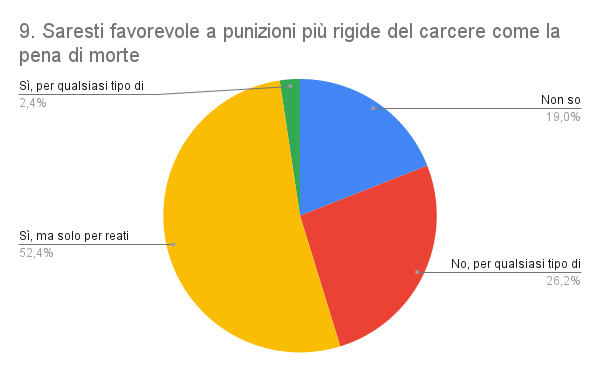 9. Saresti favorevole a punizioni più rigide del carcere come la
pena di morte
Sì, per qualsiasi tipo di
2,4%
Non so
19,0%
Sì, ma solo per reati
52,4%
No, per qualsiasi tipo di
26,2%